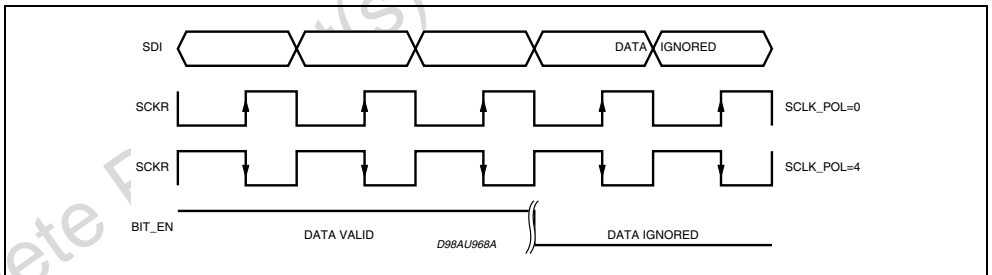 SDI DATA IGNORED
SCKR SCLK_POL=0
SCKR SCLK_POL=4
BIT_EN DATA VALID D98AU968A DATA IGNORED